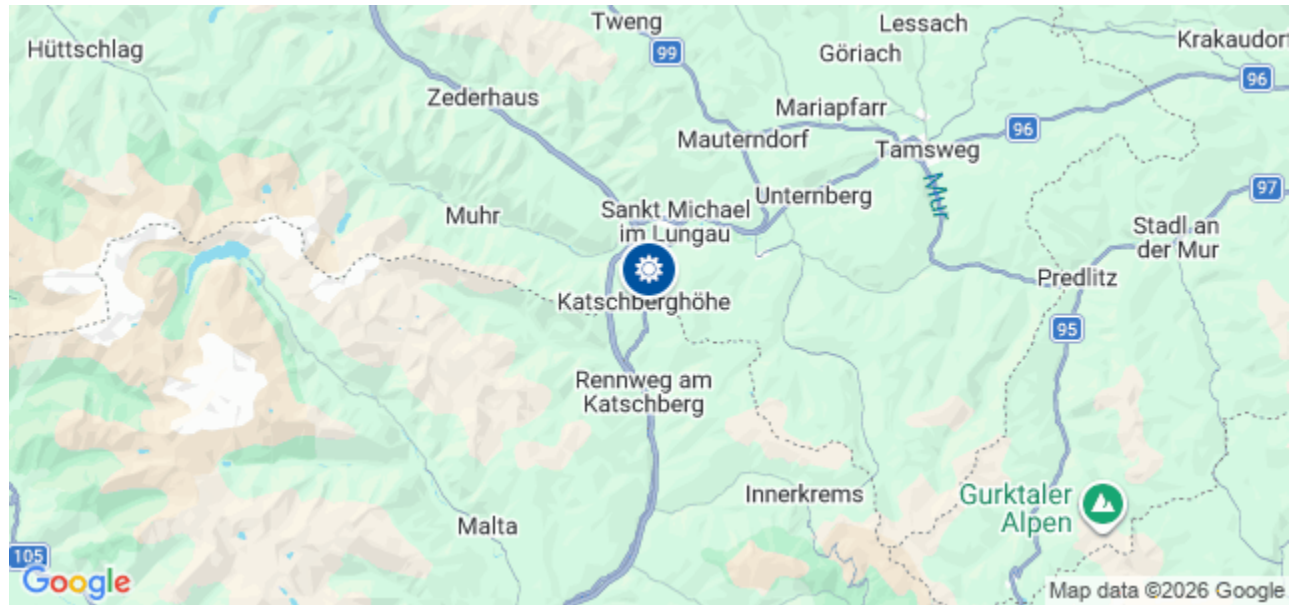 Tweng
Lessach
Hüttschlag
99
Göriach
Krakaudorf
96
Zederhaus
Mariapfarr
96
Mauterndorf
Tamsweg
Mur
97
Muhr
Sankt Michael
im Lungau
Unternberg
Stadl an
der Mur
Katschberghöhe
Predlitz
95
Rennweg am
Katschberg
Innerkrems
Gurktaler
Alpen
Malta
105
Google
Map data ©2026 Google